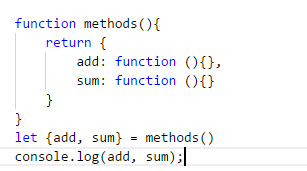 function methods(){
    return {
        add: function (){},
        sum: function (){}
    }
}
let {add, sum} = methods()
console.log(add, sum);